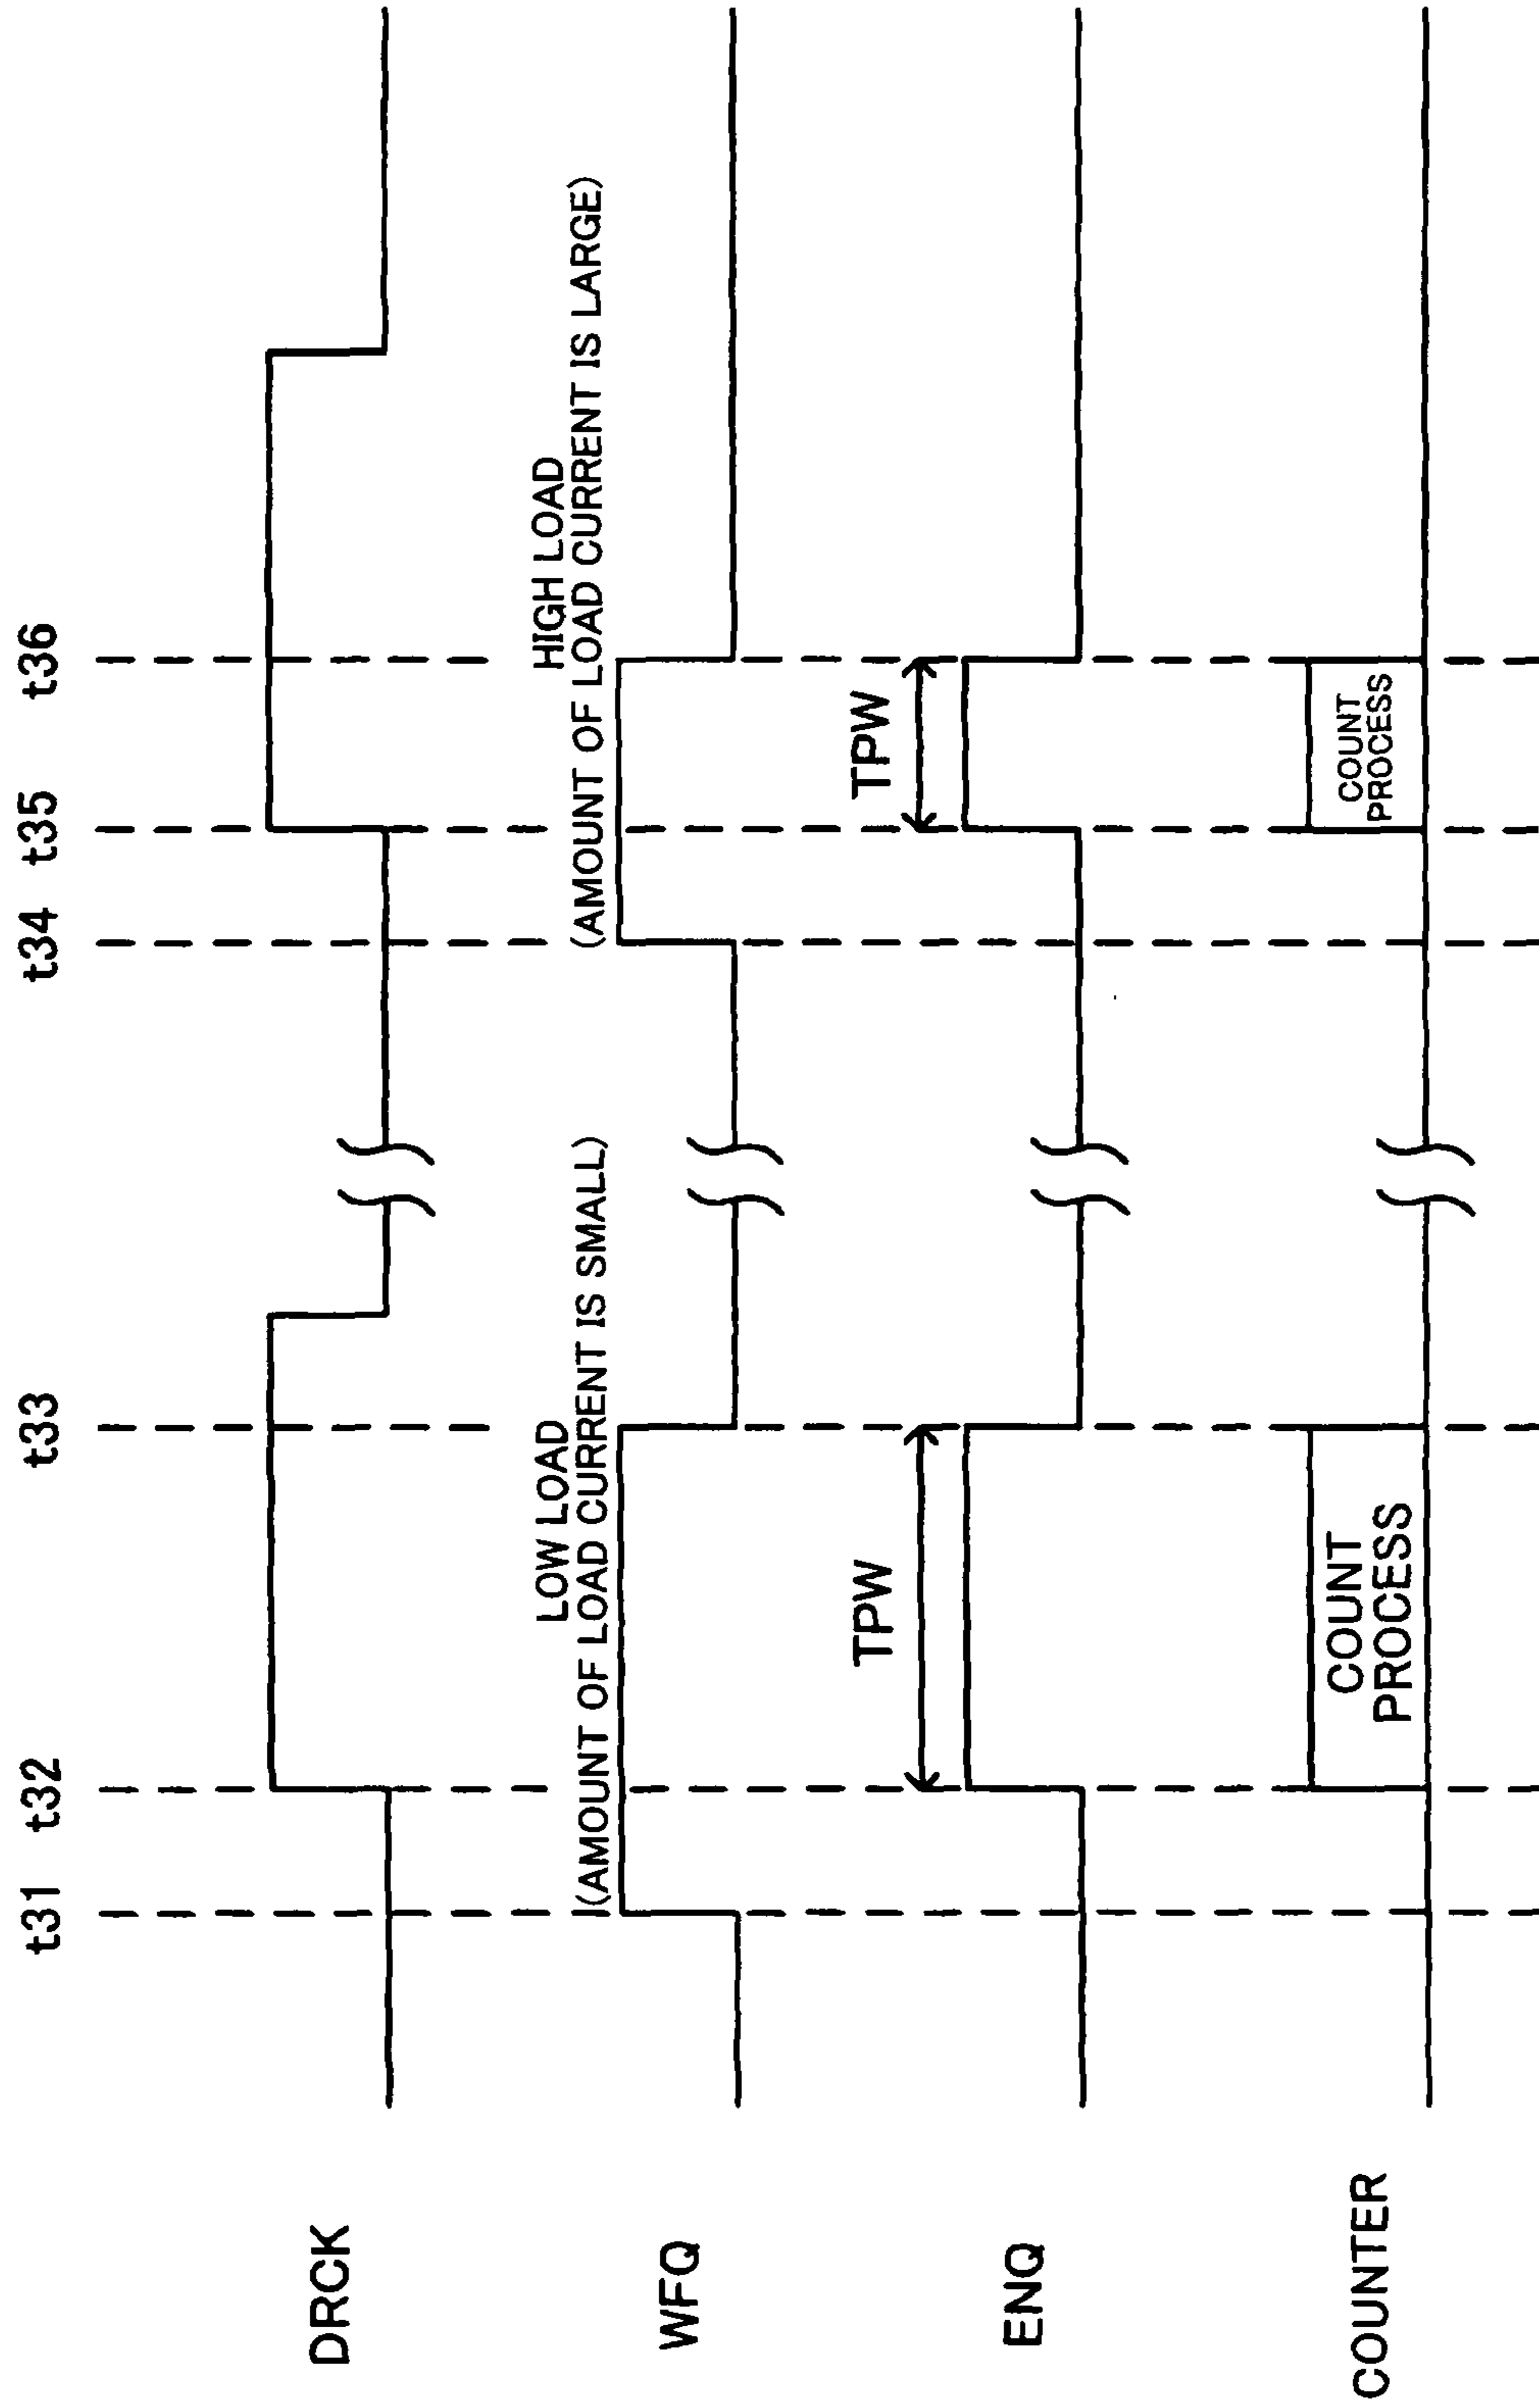 t31
t32
t33
t34
t35
t36
DRCK
LOW LOAD
(AMOUNT OF LOAD CURRENT IS SMALL)
HIGH LOAD
(AMOUNT OF LOAD CURRENT IS LARGE)
WFQ
TPW
TPW
ENQ
COUNT
PROCESS
COUNT
PROCESS
COUNTER